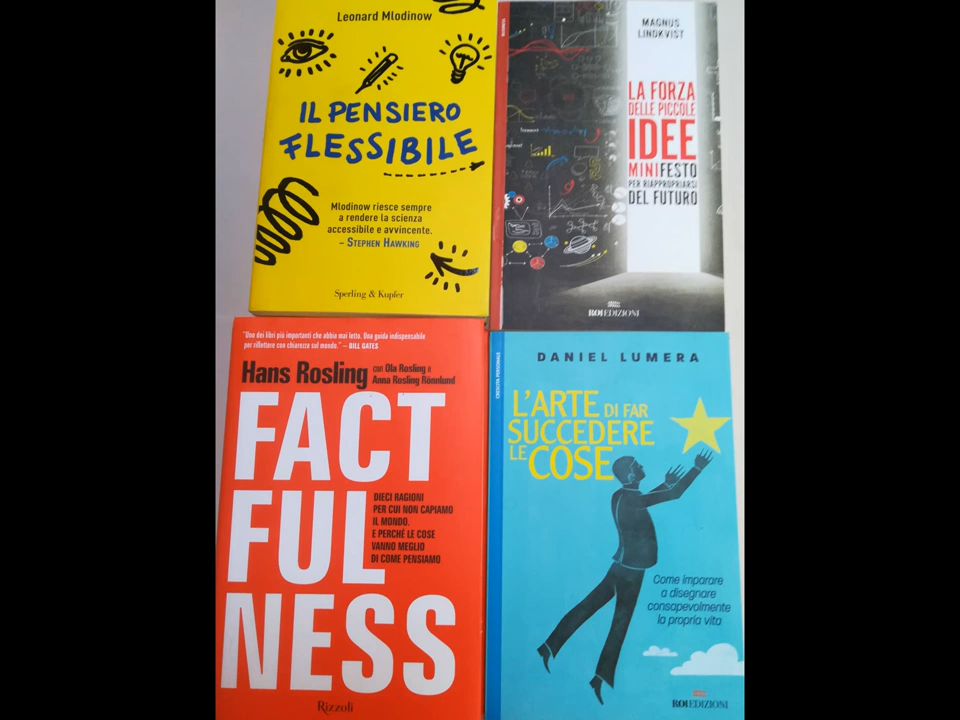 Leonard Mlodinow
IL PENSIERO
FLESSIBILE
Mlodinow riesce sempre
a rendere la scienza
accessibile e avvincente.
– STEPHEN HAWKING
Sperling & Kupfer
BUSINESS
MAGNUS
LINDKVIST
LA FORZA
DELLE PICCOLE
IDEE
MINIFESTO
PER RIAPPROPRIARSI
DEL FUTURO
ROIEDIZIONI
"Uno dei libri più importanti che abbia mai letto. Una guida indispensabile
per riflettere con chiarezza sul mondo." – BILL GATES
Hans Rosling con Ola Rosling e
Anna Rosling Rönnlund
FACT
FUL
NESS
DIECI RAGIONI
PER CUI NON CAPIAMO
IL MONDO.
E PERCHÉ LE COSE
VANNO MEGLIO
DI COME PENSIAMO
Rizzoli
CRESCITA PERSONALE
DANIEL LUMERA
L'ARTE DI FAR
SUCCEDERE
LE COSE
Come imparare
a disegnare
consapevolmente
la propria vita
ROIEDIZIONI